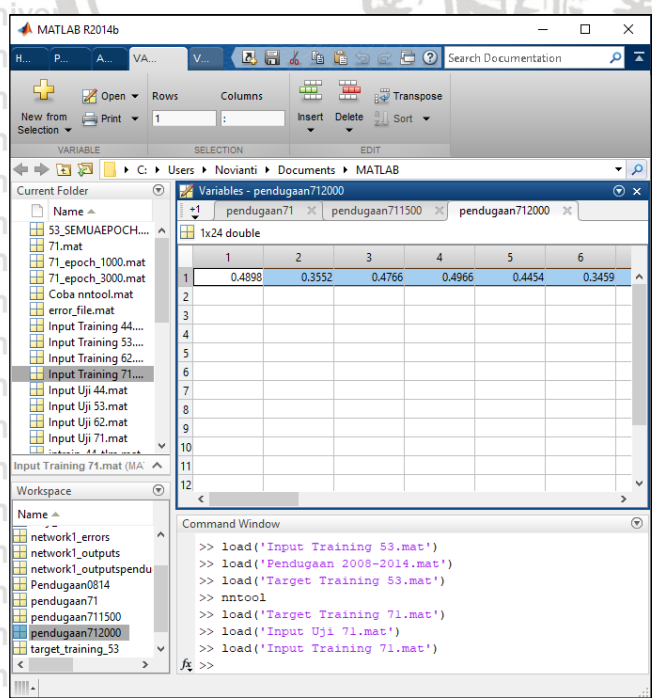 MATLAB R2014b
H... P... A... VA... V... Search Documentation
New from Selection Open Print
Rows Columns
1 :
Insert Delete Transpose Sort
VARIABLE SELECTION EDIT
C: Users Novianti Documents MATLAB
Current Folder
Name
53_SEMUAEPOCH....
71.mat
71_epoch_1000.mat
71_epoch_3000.mat
Coba nntool.mat
error_file.mat
Input Training 44....
Input Training 53....
Input Training 62....
Input Training 71....
Input Uji 44.mat
Input Uji 53.mat
Input Uji 62.mat
Input Uji 71.mat
Input Training 71.mat (MA
Workspace
Name
network1_errors
network1_outputs
network1_outputspendu
Pendugaan0814
pendugaan71
pendugaan711500
pendugaan712000
target_training_53
Variables - pendugaan712000
+1 pendugaan71 pendugaan711500 pendugaan712000
1x24 double
1 2 3 4 5 6
1 0.4898 0.3552 0.4766 0.4966 0.4454 0.3459
2
3
4
5
6
7
8
9
10
11
12
Command Window
>> load('Input Training 53.mat')
>> load('Pendugaan 2008-2014.mat')
>> load('Target Training 53.mat')
>> nntool
>> load('Target Training 71.mat')
>> load('Input Uji 71.mat')
>> load('Input Training 71.mat')
fx >>